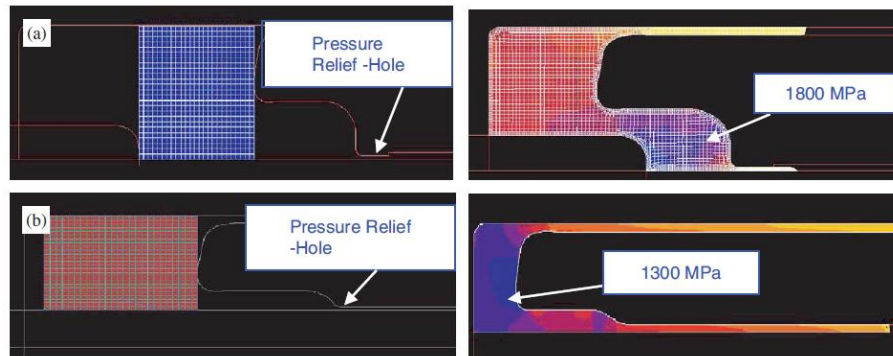 (a)
Pressure
Relief -Hole
1800 MPa
(b)
Pressure Relief
-Hole
1300 MPa